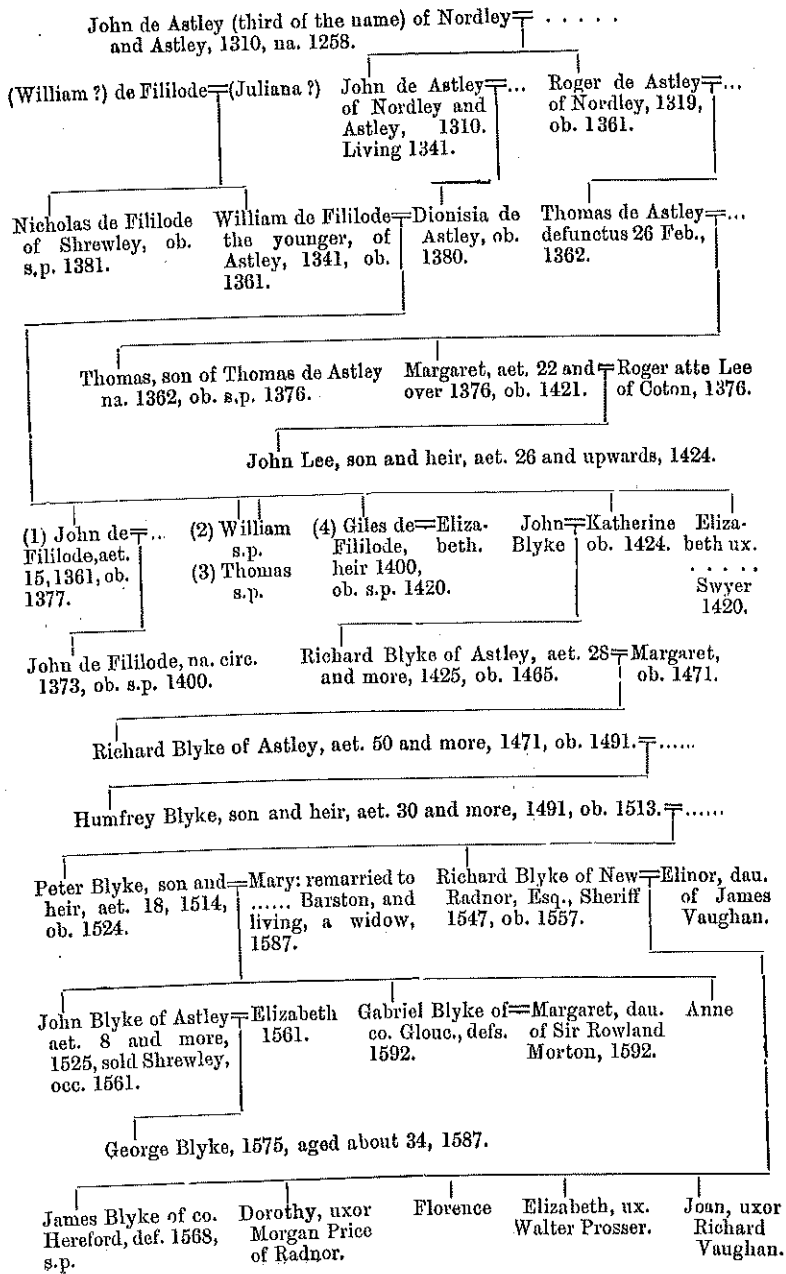 John de Astley (third of the name) of Nordley . . . . .
and Astley, 1310, na. 1258.
(William ?) de Fililode (Juliana ?)
John de Astley ...
of Nordley and
Astley, 1310.
Living 1341.
Roger de Astley ...
of Nordley, 1319,
ob. 1361.
Nicholas de Fililode
of Shrewley, ob.
s.p. 1381.
William de Fililode
the younger, of
Astley, 1341, ob.
1361.
Dionisia de
Astley, ob.
1380.
Thomas de Astley ...
defunctus 26 Feb.,
1362.
Thomas, son of Thomas de Astley
na. 1362, ob. s.p. 1376.
Margaret, aet. 22 and
over 1376, ob. 1421.
Roger atte Lee
of Coton, 1376.
John Lee, son and heir, aet. 26 and upwards, 1424.
(1) John de ...
Fililode, aet.
15, 1361, ob.
1377.
(2) William
s.p.
(3) Thomas
s.p.
(4) Giles de
Fililode,
heir 1400,
ob. s.p. 1420.
Eliza-
beth.
John
Blyke
Katherine
ob. 1424.
Eliza-
beth ux.
. . . . .
Swyer
1420.
John de Fililode, na. circ.
1373, ob. s.p. 1400.
Richard Blyke of Astley, aet. 28
and more, 1425, ob. 1465.
Margaret,
ob. 1471.
Richard Blyke of Astley, aet. 50 and more, 1471, ob. 1491. ......
Humfrey Blyke, son and heir, aet. 30 and more, 1491, ob. 1513. ......
Peter Blyke, son and
heir, aet. 18, 1514,
ob. 1524.
Mary: remarried to
...... Barston, and
living, a widow,
1587.
Richard Blyke of New
Radnor, Esq., Sheriff
1547, ob. 1557.
Elinor, dau.
of James
Vaughan.
John Blyke of Astley
aet. 8 and more,
1525, sold Shrewley,
occ. 1561.
Elizabeth
1561.
Gabriel Blyke of
co. Glouc., defs.
1592.
Margaret, dau.
of Sir Rowland
Morton, 1592.
Anne
George Blyke, 1575, aged about 34, 1587.
James Blyke of co.
Hereford, def. 1568,
s.p.
Dorothy, uxor
Morgan Price
of Radnor.
Florence
Elizabeth, ux.
Walter Prosser.
Joan, uxor
Richard
Vaughan.